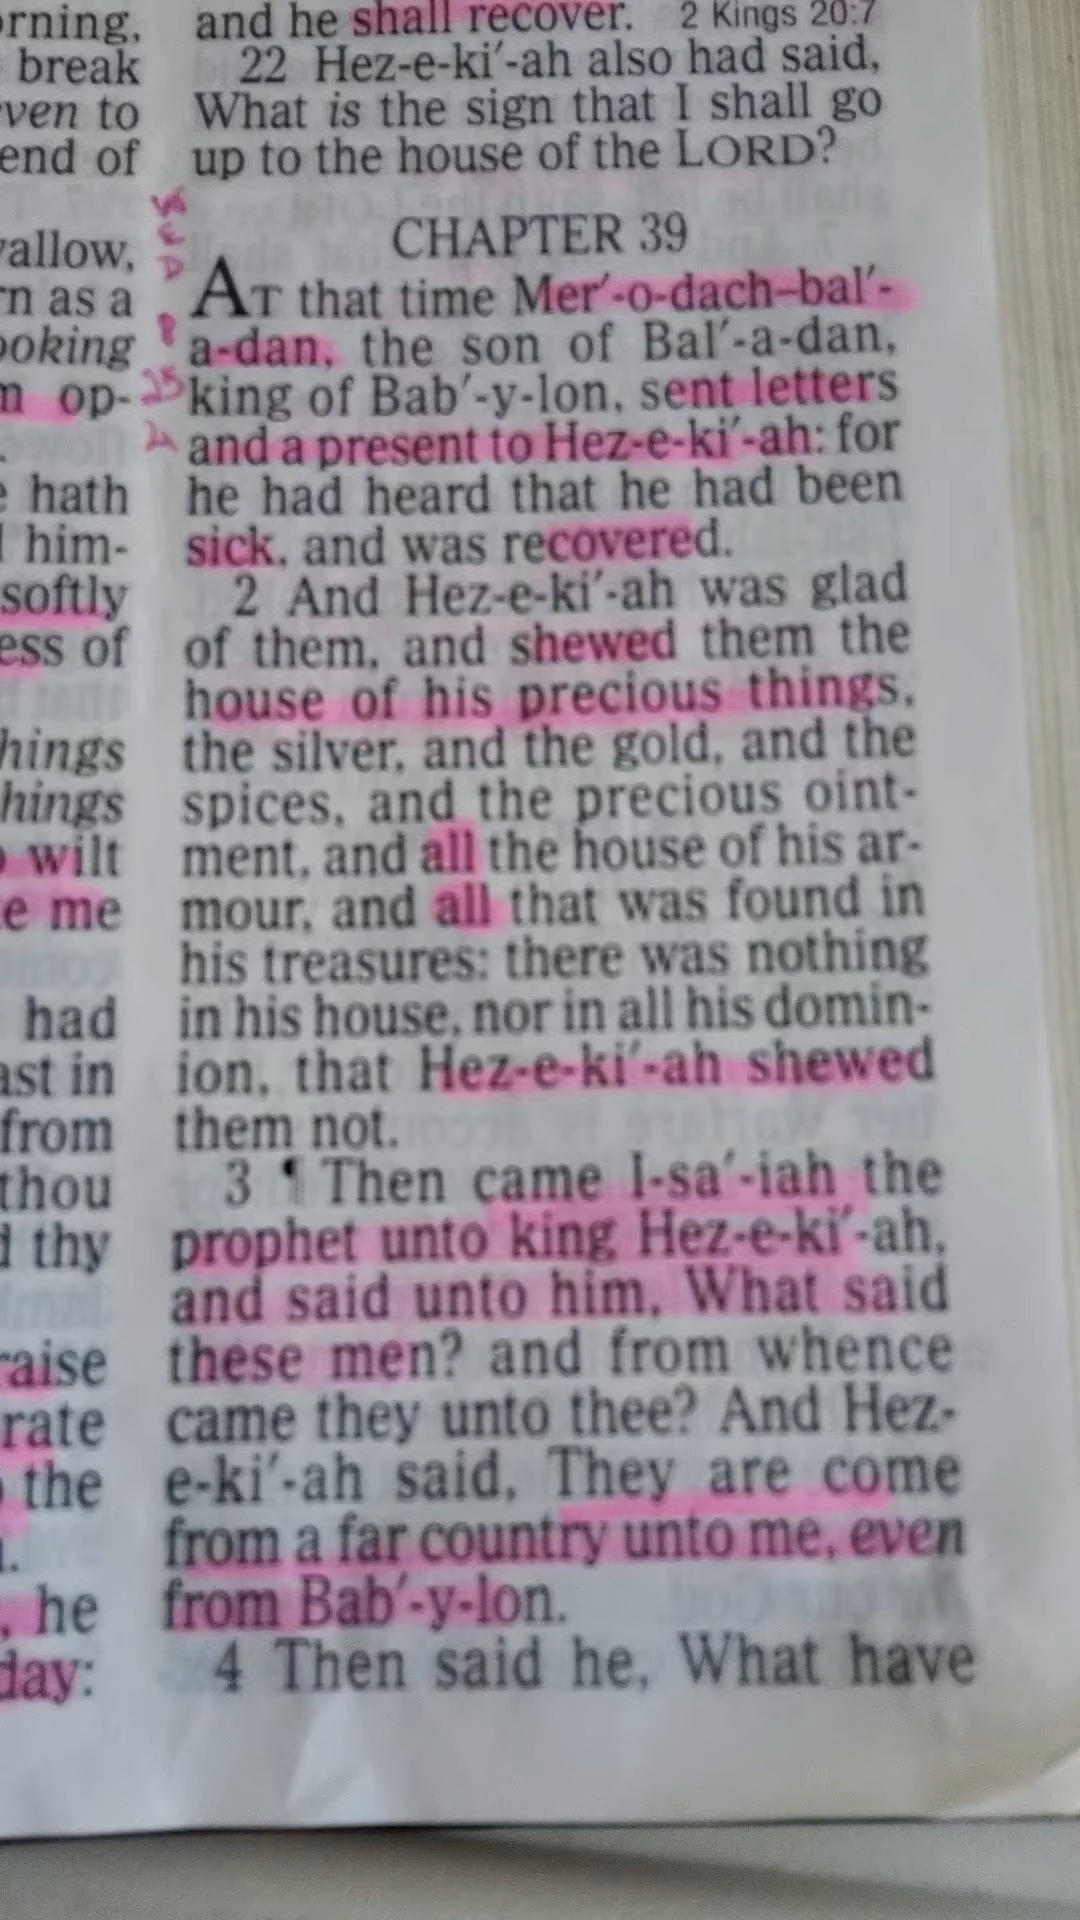 rning,
break
ven to
end of
allow,
n as a
ooking
n op-
hath
him-
softly
ess of
hings
hings
wilt
e me
had
ast in
from
thou
thy
raise
rate
the
, he
day:
and he shall recover. 2 Kings 20:7
22 Hez-e-ki′-ah also had said,
What is the sign that I shall go
up to the house of the LORD?
CHAPTER 39
AT that time Mer′-o-dach–bal′-
a-dan, the son of Bal′-a-dan,
king of Bab′-y-lon, sent letters
and a present to Hez-e-ki′-ah: for
he had heard that he had been
sick, and was recovered.
2 And Hez-e-ki′-ah was glad
of them, and shewed them the
house of his precious things,
the silver, and the gold, and the
spices, and the precious oint-
ment, and all the house of his ar-
mour, and all that was found in
his treasures: there was nothing
in his house, nor in all his domin-
ion, that Hez-e-ki′-ah shewed
them not.
3 ¶ Then came I-sa′-iah the
prophet unto king Hez-e-ki′-ah,
and said unto him, What said
these men? and from whence
came they unto thee? And Hez-
e-ki′-ah said, They are come
from a far country unto me, even
from Bab′-y-lon.
4 Then said he, What have